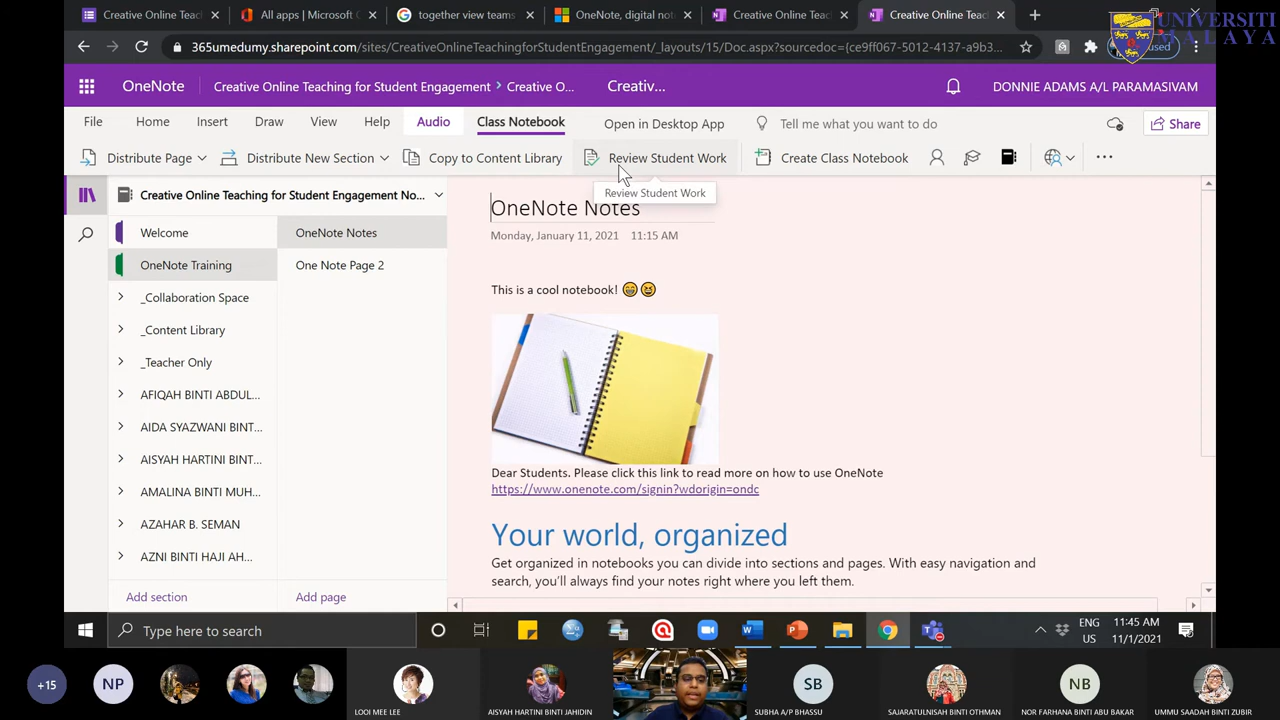 Creative Online Teac
All apps | Microsoft
together view teams
OneNote, digital not
Creative Online Tea
Creative Online Tea
UNIVERSITI
MALAYA
365umedumy.sharepoint.com/sites/CreativeOnlineTeachingforStudentEngagement/_layouts/15/Doc.aspx?sourcedoc={ce9ff067-5012-4137-a9b3...
OneNote
Creative Online Teaching for Student Engagement > Creative O...
Creativ...
DONNIE ADAMS A/L PARAMASIVAM
File
Home
Insert
Draw
View
Help
Audio
Class Notebook
Open in Desktop App
Tell me what you want to do
Share
Distribute Page
Distribute New Section
Copy to Content Library
Review Student Work
Create Class Notebook
Review Student Work
Creative Online Teaching for Student Engagement No...
Welcome
OneNote Training
_Collaboration Space
_Content Library
_Teacher Only
AFIQAH BINTI ABDUL...
AIDA SYAZWANI BINT...
AISYAH HARTINI BINT...
AMALINA BINTI MUH...
AZAHAR B. SEMAN
AZNI BINTI HAJI AH...
Add section
OneNote Notes
One Note Page 2
Add page
OneNote Notes
Monday, January 11, 2021 11:15 AM
This is a cool notebook! 😁😆
Dear Students. Please click this link to read more on how to use OneNote
https://www.onenote.com/signin?wdorigin=ondc
Your world, organized
Get organized in notebooks you can divide into sections and pages. With easy navigation and
search, you'll always find your notes right where you left them.
Type here to search
ENG
US
11:45 AM
11/1/2021
+15
NP
LOOI MEE LEE
AISYAH HARTINI BINTI JAHIDIN
SB
SUBHA A/P BHASSU
SAJARATULNISAH BINTI OTHMAN
NB
NOR FARHANA BINTI ABU BAKAR
UMMU SAADAH BINTI ZUBIR